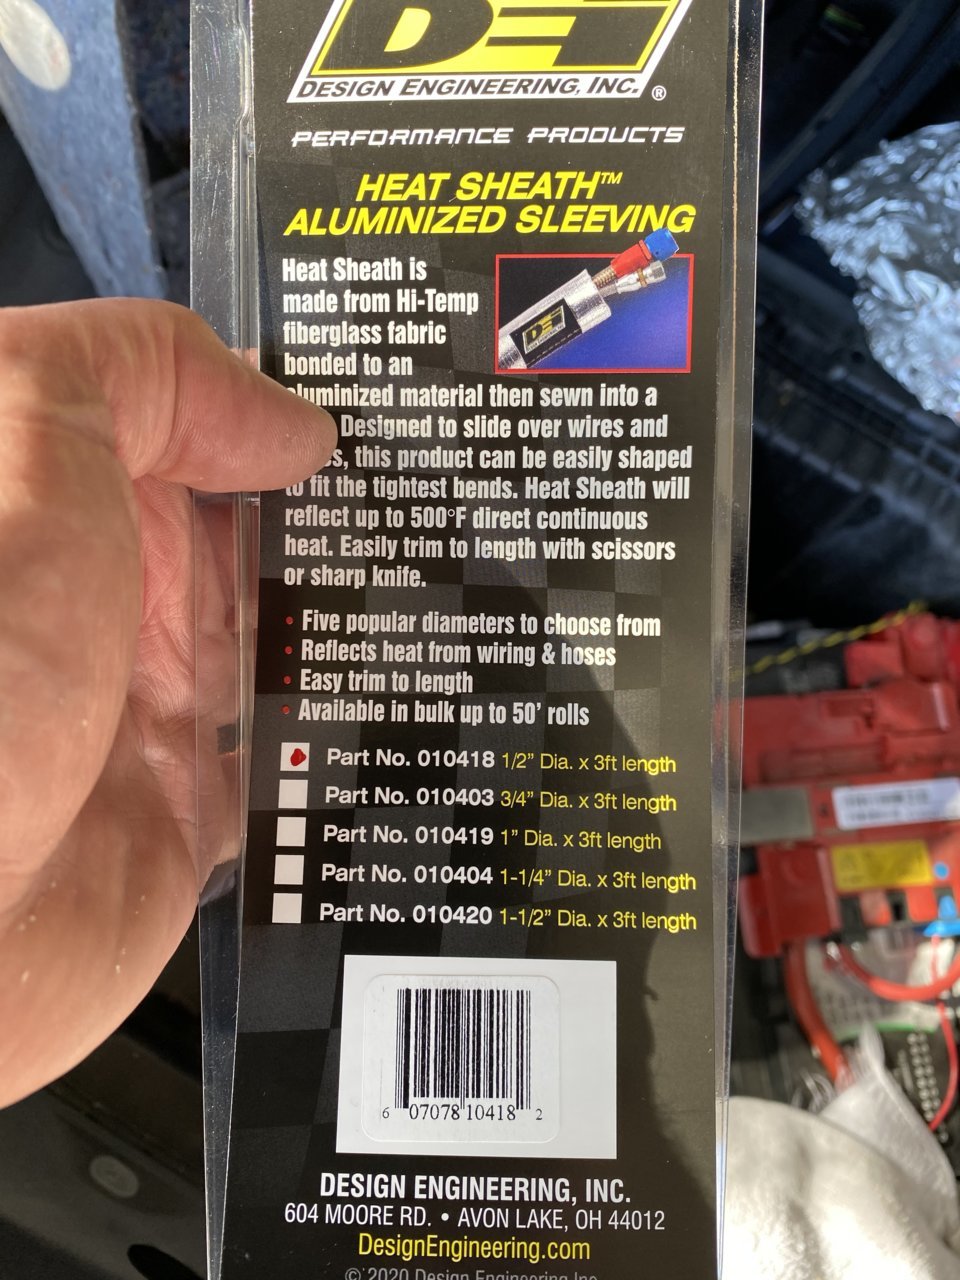 DEI
DESIGN ENGINEERING, INC. ®
PERFORMANCE PRODUCTS
HEAT SHEATH™
ALUMINIZED SLEEVING
Heat Sheath is
made from Hi-Temp
fiberglass fabric
bonded to an
aluminized material then sewn into a
Designed to slide over wires and
this product can be easily shaped
to fit the tightest bends. Heat Sheath will
reflect up to 500°F direct continuous
heat. Easily trim to length with scissors
or sharp knife.
• Five popular diameters to choose from
• Reflects heat from wiring & hoses
• Easy trim to length
• Available in bulk up to 50' rolls
Part No. 010418 1/2" Dia. x 3ft length
Part No. 010403 3/4" Dia. x 3ft length
Part No. 010419 1" Dia. x 3ft length
Part No. 010404 1-1/4" Dia. x 3ft length
Part No. 010420 1-1/2" Dia. x 3ft length
6 07078 10418 2
DESIGN ENGINEERING, INC.
604 MOORE RD. • AVON LAKE, OH 44012
DesignEngineering.com
© 2020 Design Engineering Inc.